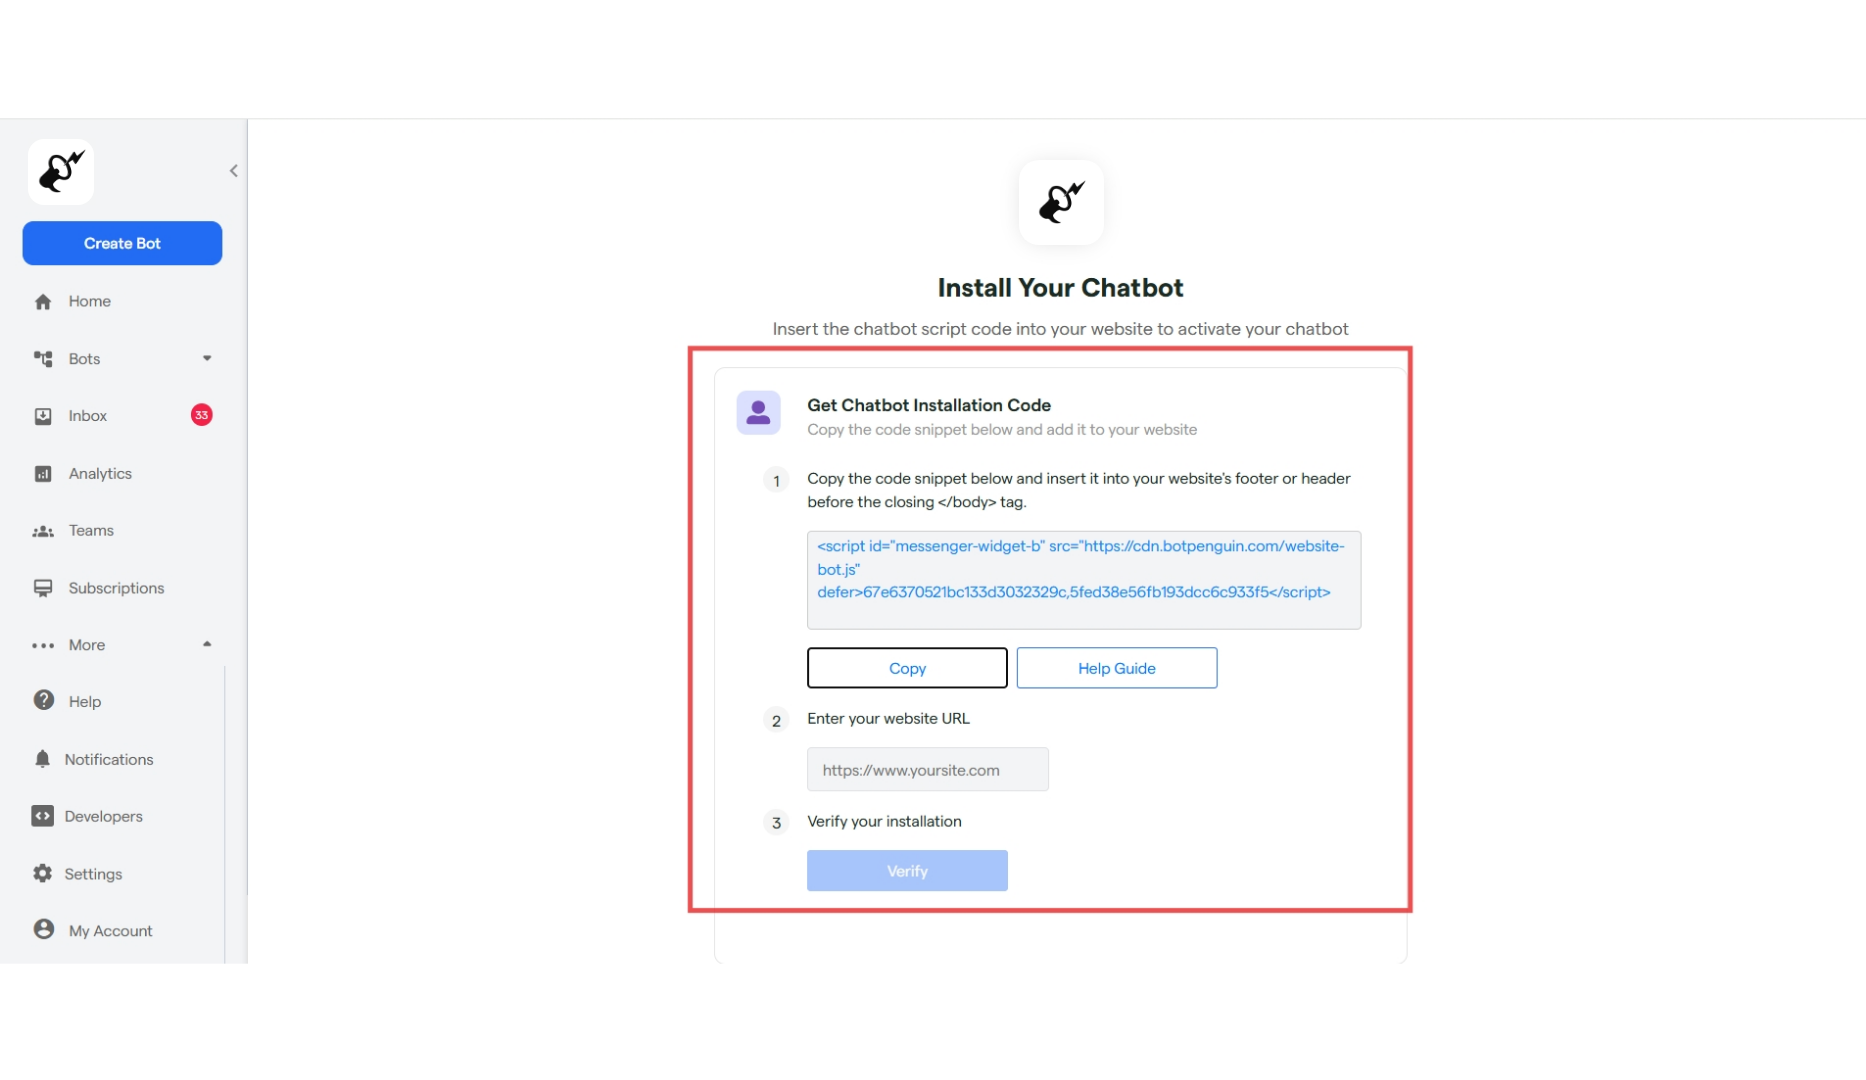 Create Bot
Home
Bots
Inbox
33
Analytics
Teams
Subscriptions
More
Help
Notifications
Developers
Settings
My Account
Install Your Chatbot
Insert the chatbot script code into your website to activate your chatbot
Get Chatbot Installation Code
Copy the code snippet below and add it to your website
1
Copy the code snippet below and insert it into your website's footer or header
before the closing </body> tag.
<script id="messenger-widget-b" src="https://cdn.botpenguin.com/website-
bot.js"
defer>67e6370521bc133d3032329c,5fed38e56fb193dcc6c933f5</script>
Copy
Help Guide
2
Enter your website URL
https://www.yoursite.com
3
Verify your installation
Verify